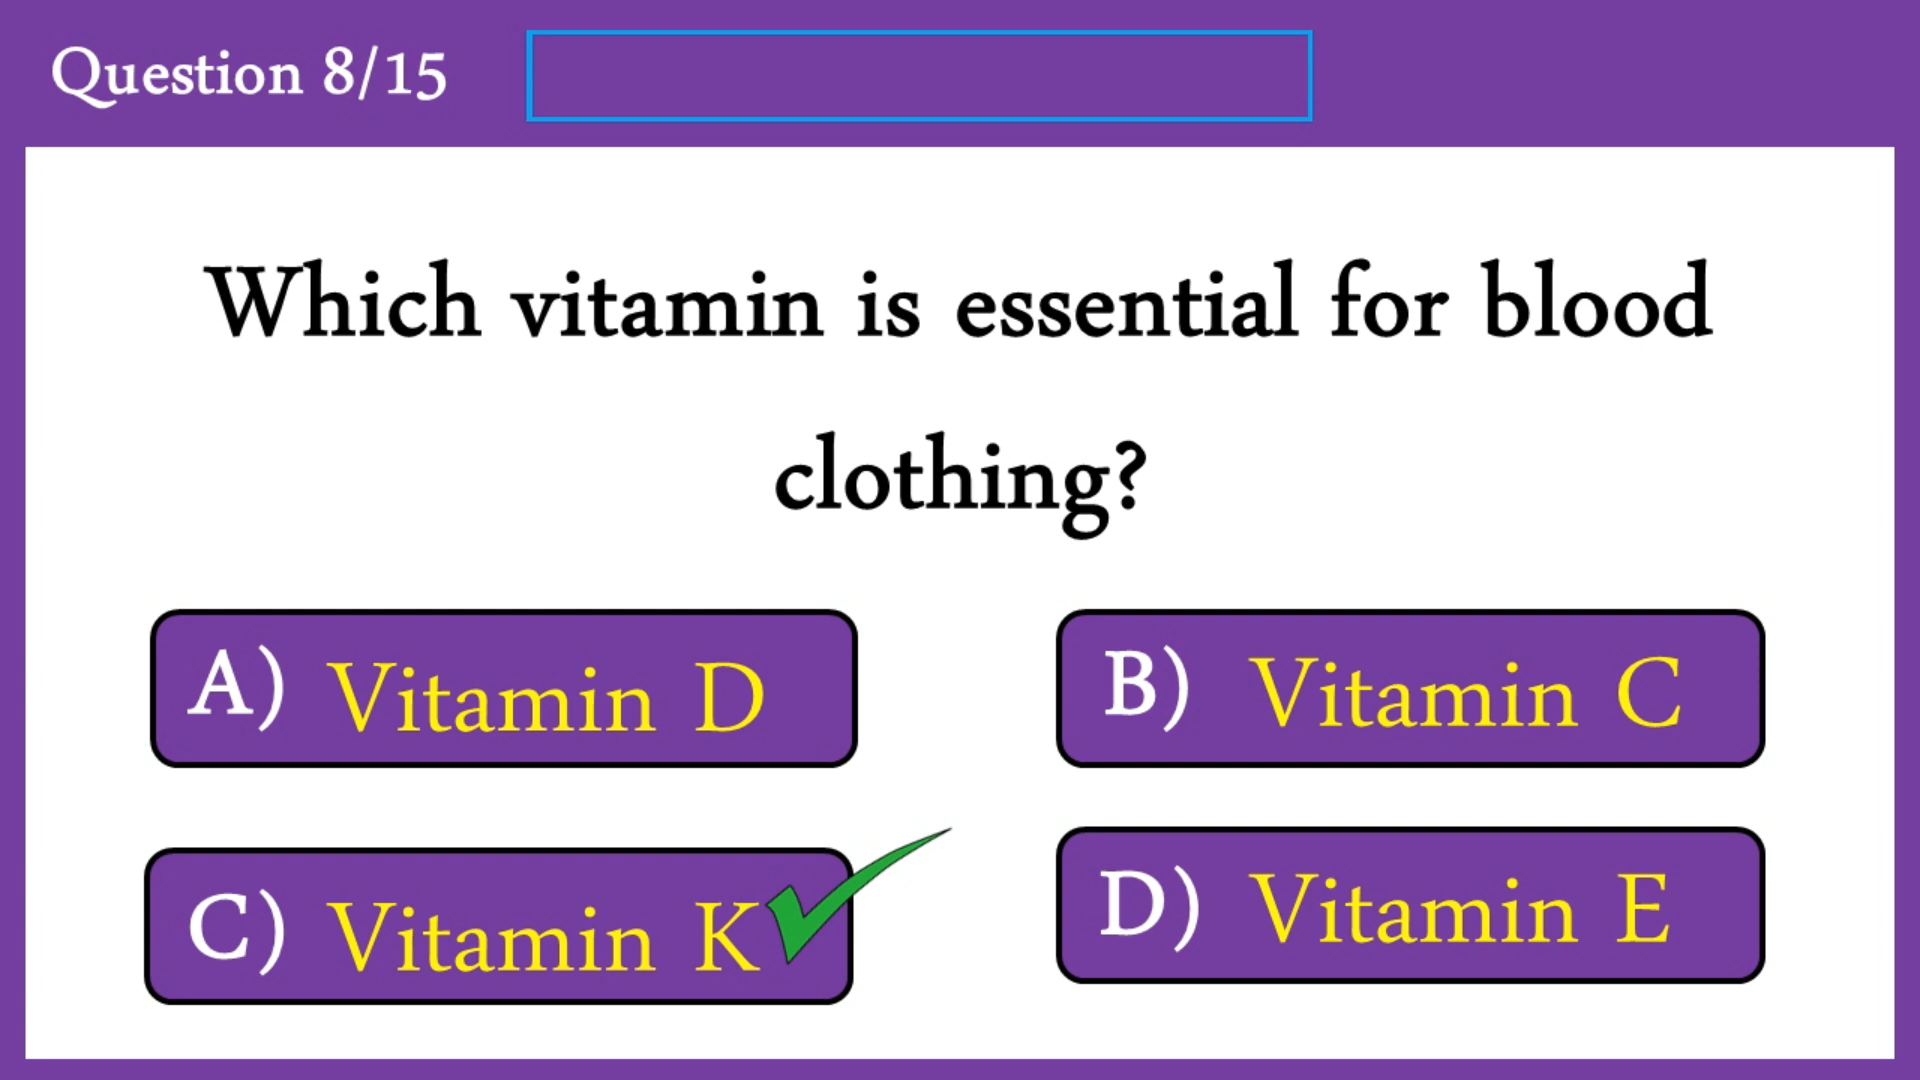 Question 8/15
Which vitamin is essential for blood
clothing?
A) Vitamin D
B) Vitamin C
C) Vitamin K
D) Vitamin E